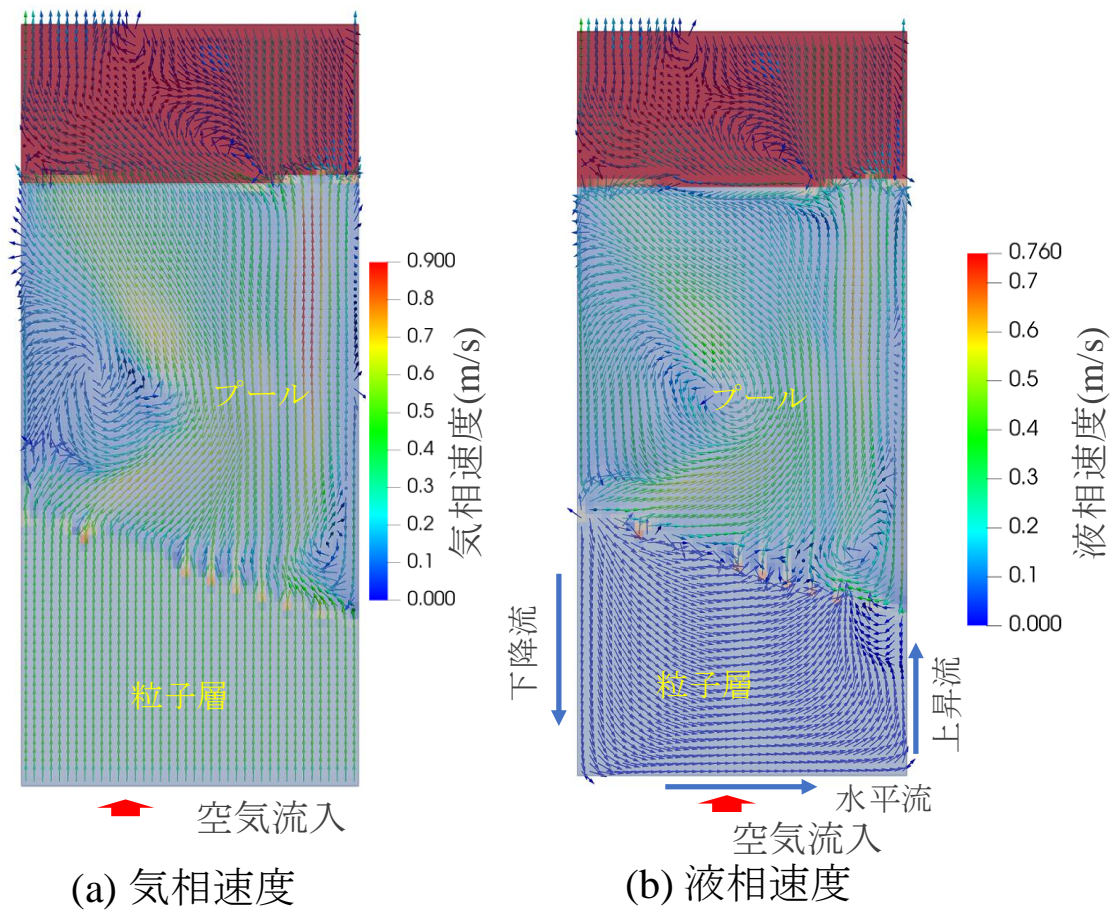 0.900
0.8
0.7
0.6
0.5
0.4
0.3
0.2
0.1
0.000
気相速度(m/s)
プール
粒子層
空気流入
(a) 気相速度
0.760
0.7
0.6
0.5
0.4
0.3
0.2
0.1
0.000
液相速度(m/s)
プール
下降流
粒子層
上昇流
水平流
空気流入
(b) 液相速度